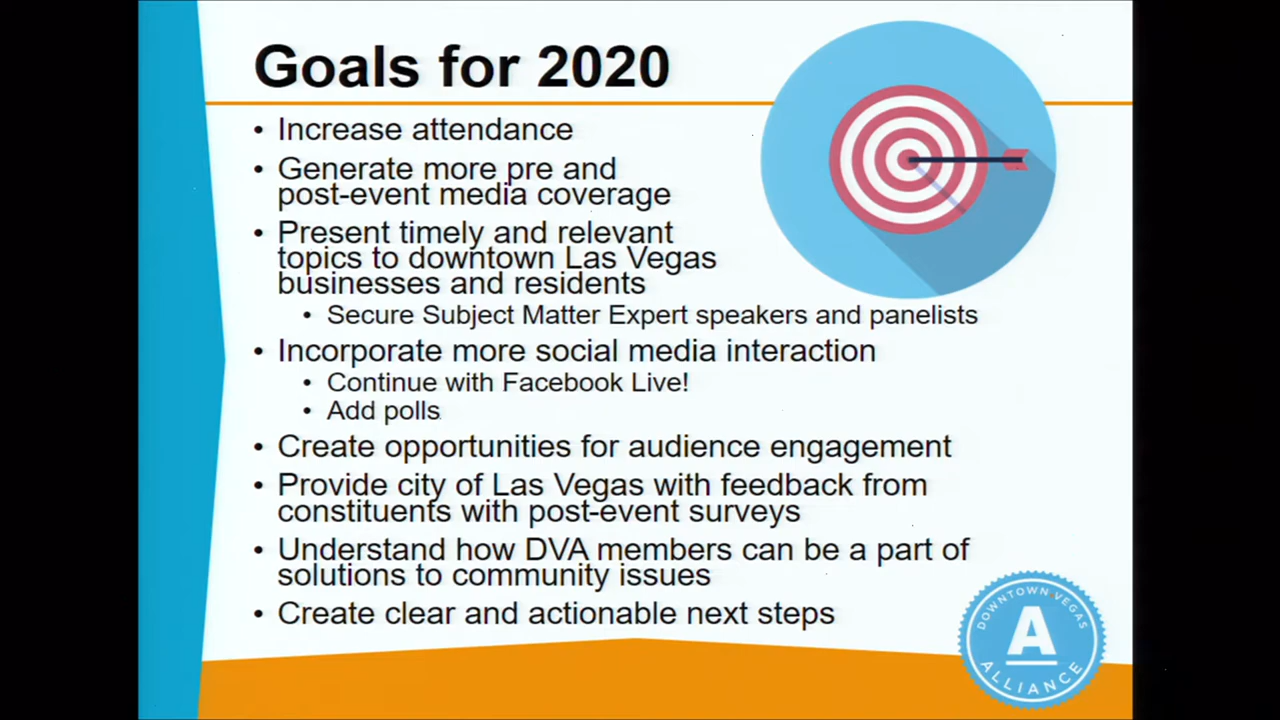 Goals for 2020
• Increase attendance
• Generate more pre and
post-event media coverage
• Present timely and relevant
topics to downtown Las Vegas
businesses and residents
• Secure Subject Matter Expert speakers and panelists
• Incorporate more social media interaction
• Continue with Facebook Live!
• Add polls
• Create opportunities for audience engagement
• Provide city of Las Vegas with feedback from
constituents with post-event surveys
• Understand how DVA members can be a part of
solutions to community issues
• Create clear and actionable next steps
DOWNTOWN VEGAS
A
ALLIANCE